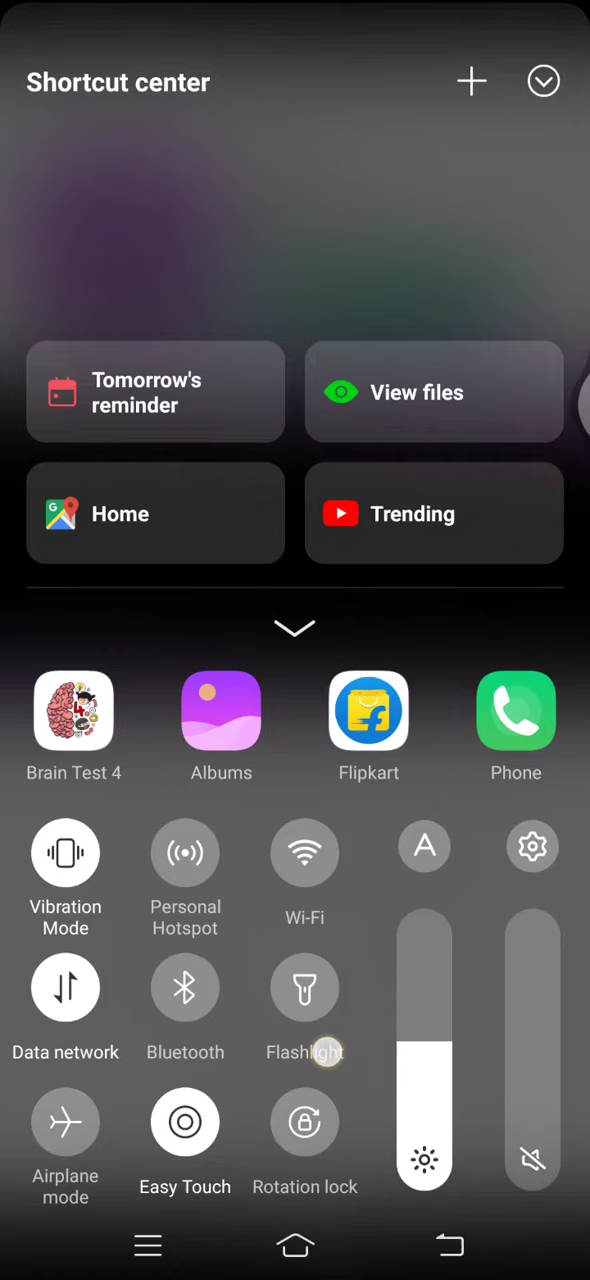 Shortcut center
Tomorrow's
reminder
View files
Home
Trending
Brain Test 4
Albums
Flipkart
Phone
Vibration
Mode
Personal
Hotspot
Wi-Fi
A
Data network
Bluetooth
Flashlight
Airplane
mode
Easy Touch
Rotation lock